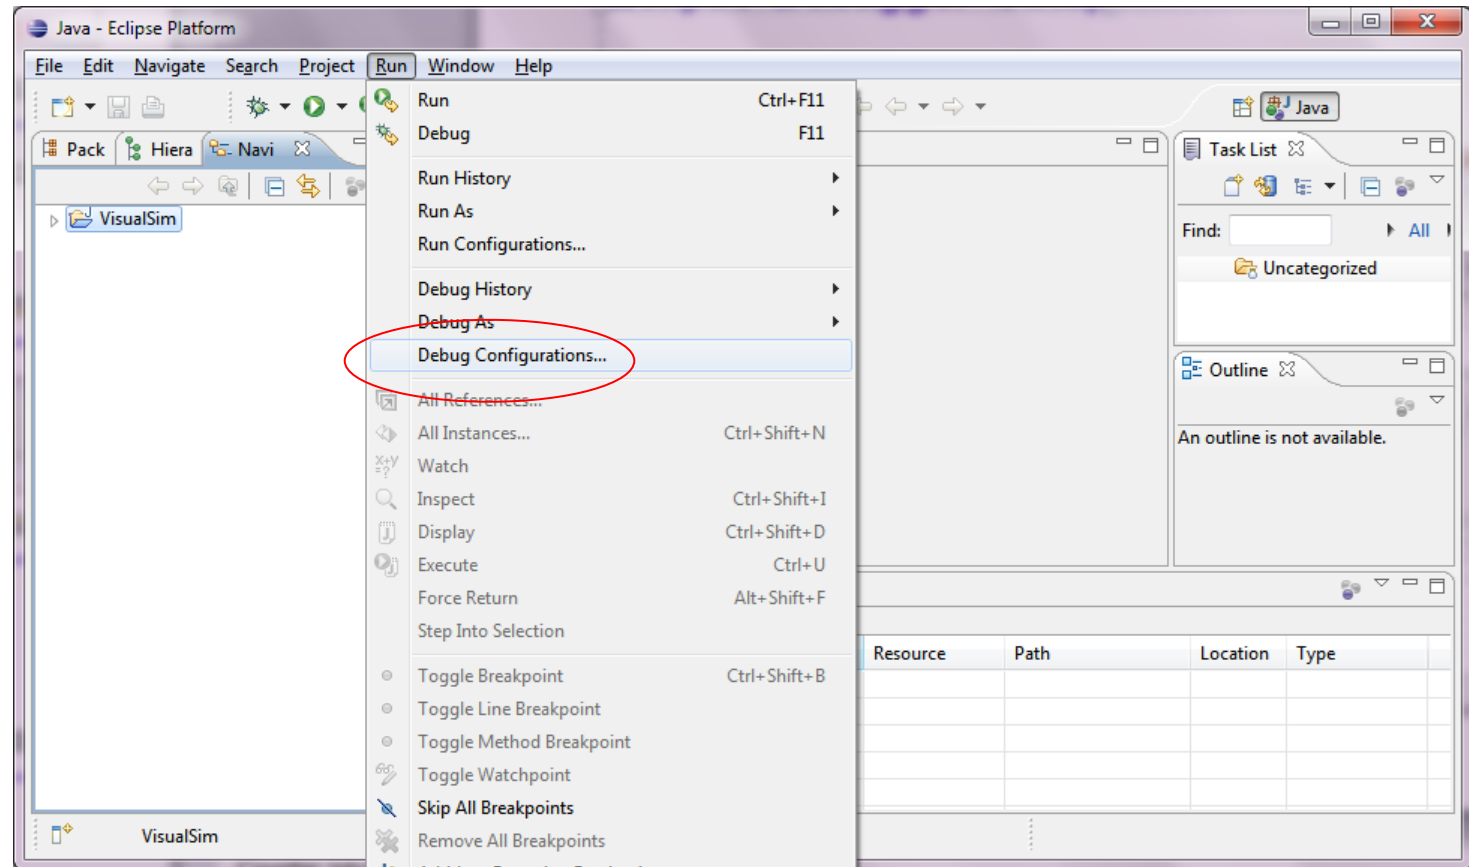 Java - Eclipse Platform
File Edit Navigate Search Project Run Window Help
Java
Pack Hiera Navi
VisualSim
Run Ctrl+F11
Debug F11
Run History
Run As
Run Configurations...
Debug History
Debug As
Debug Configurations...
All References...
All Instances... Ctrl+Shift+N
Watch
Inspect Ctrl+Shift+I
Display Ctrl+Shift+D
Execute Ctrl+U
Force Return Alt+Shift+F
Step Into Selection
Toggle Breakpoint Ctrl+Shift+B
Toggle Line Breakpoint
Toggle Method Breakpoint
Toggle Watchpoint
Skip All Breakpoints
Remove All Breakpoints
Task List
Find: All
Uncategorized
Outline
An outline is not available.
Resource Path Location Type
VisualSim